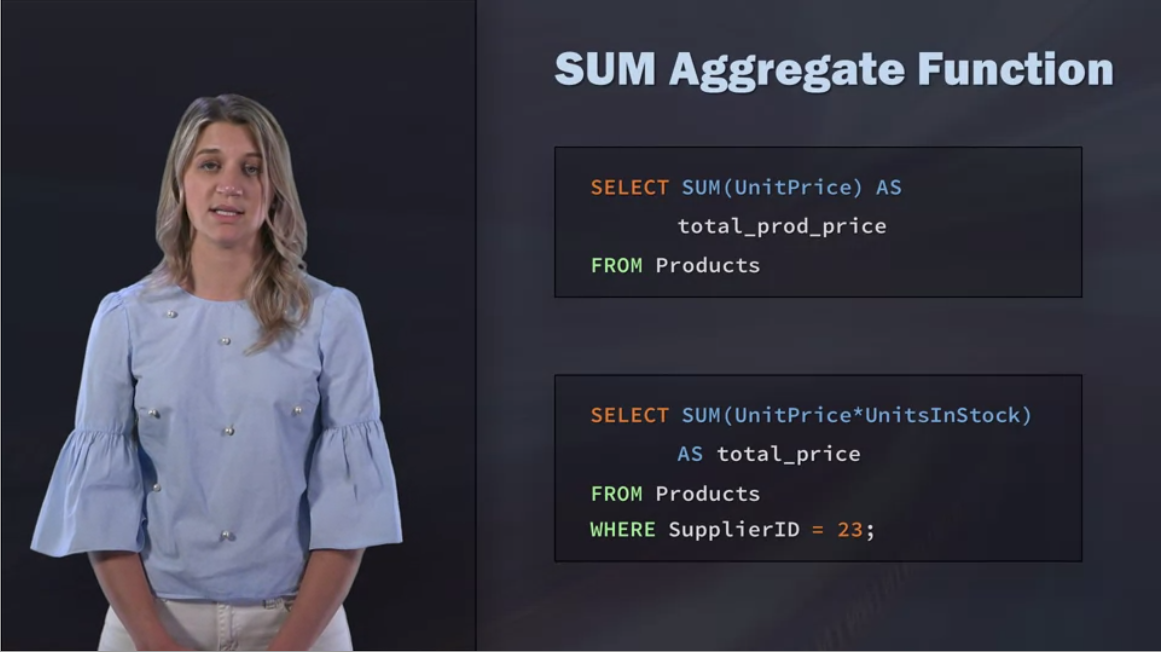 SUM Aggregate Function
SELECT SUM(UnitPrice) AS
total_prod_price
FROM Products
SELECT SUM(UnitPrice*UnitsInStock)
AS total_price
FROM Products
WHERE SupplierID = 23;